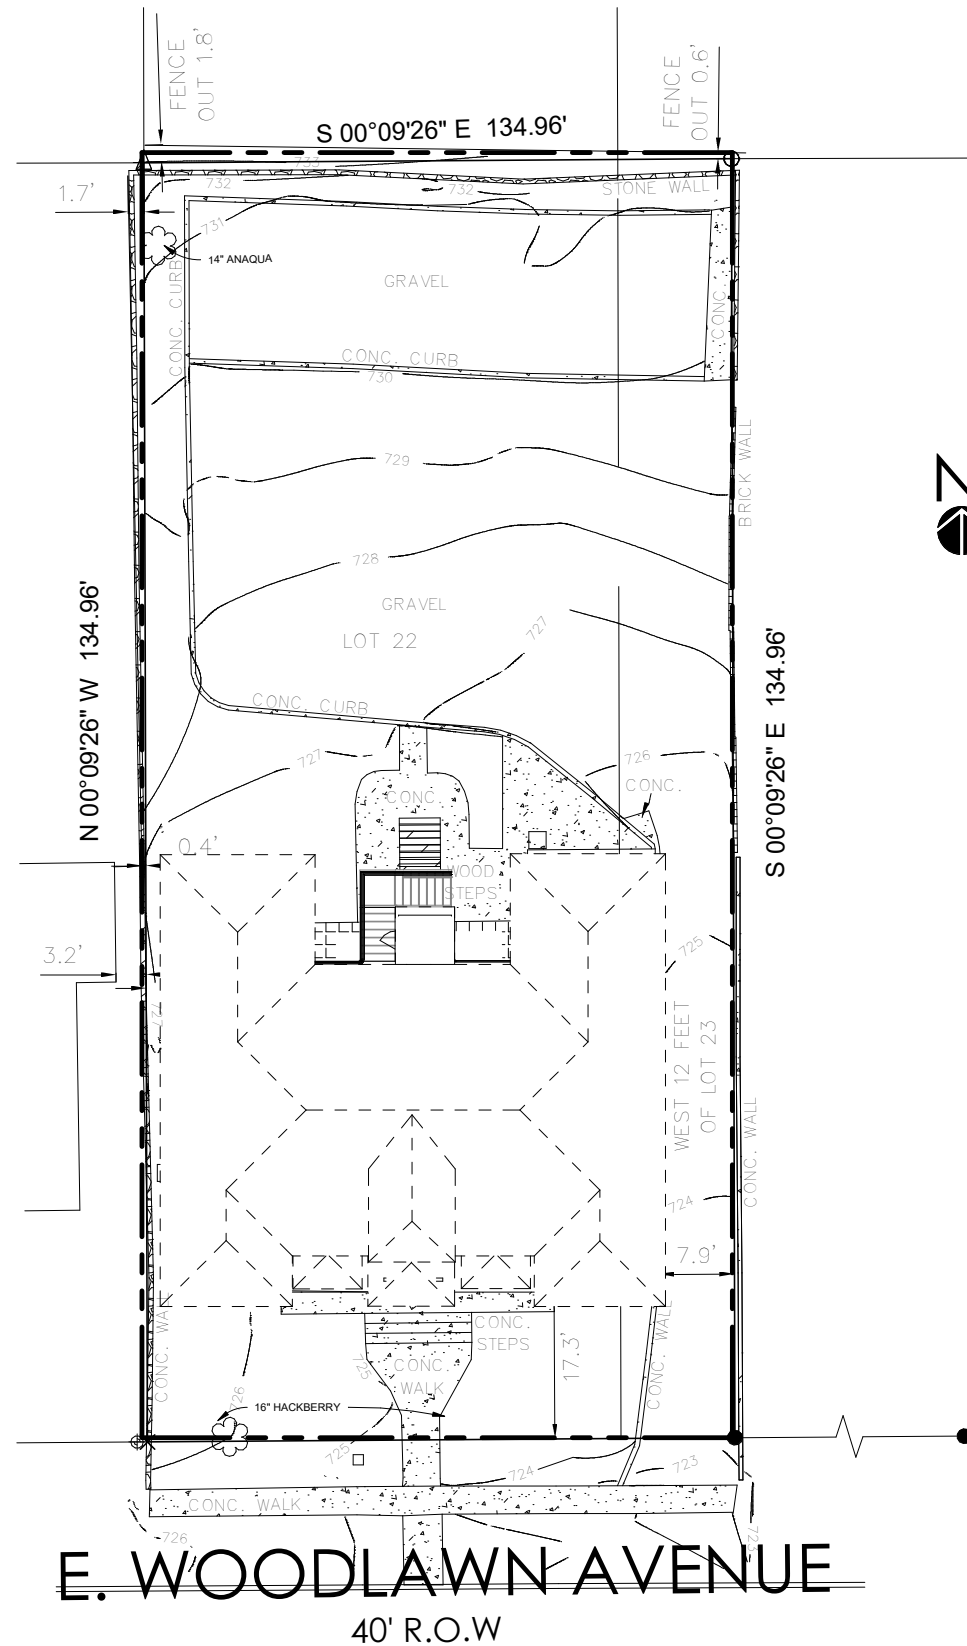 FENCE
OUT 1.8'
FENCE
OUT 0.6'
S 00°09'26" E 134.96'
733
732
732
STONE WALL
1.7'
731
14" ANAQUA
CONC. CURB
GRAVEL
CONC.
CONC. CURB
730
729
BRICK WALL
N
728
GRAVEL
LOT 22
727
N 00°09'26" W 134.96'
S 00°09'26" E 134.96'
CONC. CURB
727
726
CONC.
CONC.
0.4'
WOOD
STEPS
3.2'
725
727
WEST 12 FEET
OF LOT 23
CONC. WALL
724
7.9'
CONC. WA
CONC.
STEPS
17.3'
CONC. WALL
725
CONC.
WALK
726
16" HACKBERRY
725
724
723
CONC. WALK
726
723
E. WOODLAWN AVENUE
40' R.O.W